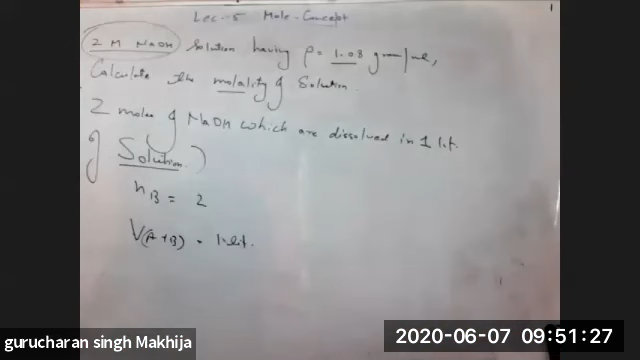 Lec-5 Mole-Concept
1
2 M NaOH Solution having ρ = 1.08 gram/ml,
Calculate the molality of Solution.
2 moles of NaOH which are dissolved in 1 lit.
of Solution.)
nB = 2
V(A+B) = 1 lit.
gurucharan singh Makhija
2020-06-07 09:51:27